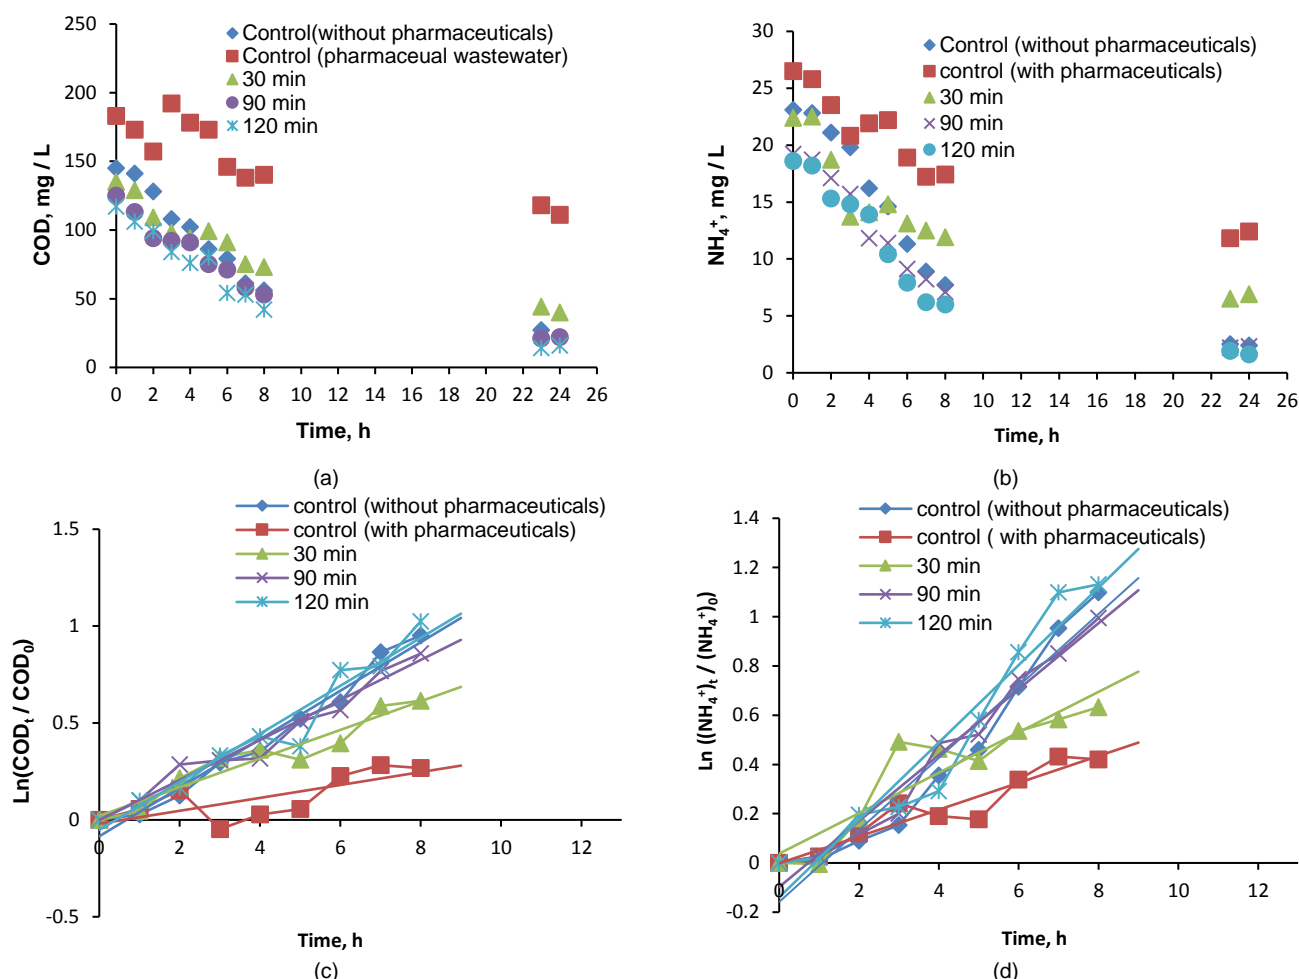 250
200
150
100
50
0
COD, mg / L
Control(without pharmaceuticals)
Control (pharmaceual wastewater)
30 min
90 min
120 min
0 2 4 6 8 10 12 14 16 18 20 22 24 26
Time, h
(a)
30
25
20
15
10
5
0
NH₄⁺, mg / L
Control (without pharmaceuticals)
control (with pharmaceuticals)
30 min
90 min
120 min
0 2 4 6 8 10 12 14 16 18 20 22 24 26
Time, h
(b)
1.5
1
0.5
0
-0.5
Ln(CODₜ / COD₀)
control (without pharmaceuticals)
control (with pharmaceuticals)
30 min
90 min
120 min
0 2 4 6 8 10 12
Time, h
(c)
1.4
1.2
1
0.8
0.6
0.4
0.2
0
-0.2
Ln ((NH₄⁺)ₜ / (NH₄⁺)₀)
control (without pharmaceuticals)
control ( with pharmaceuticals)
30 min
90 min
120 min
0 2 4 6 8 10 12
Time, h
(d)